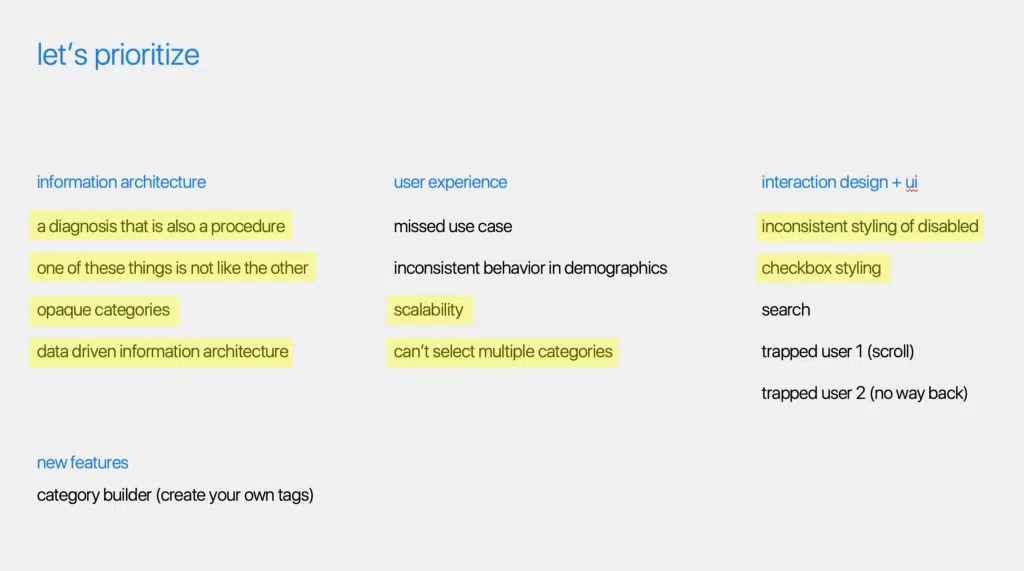 let’s prioritize
information architecture
a diagnosis that is also a procedure
one of these things is not like the other
opaque categories
data driven information architecture
user experience
missed use case
inconsistent behavior in demographics
scalability
can’t select multiple categories
interaction design + ui
inconsistent styling of disabled
checkbox styling
search
trapped user 1 (scroll)
trapped user 2 (no way back)
new features
category builder (create your own tags)